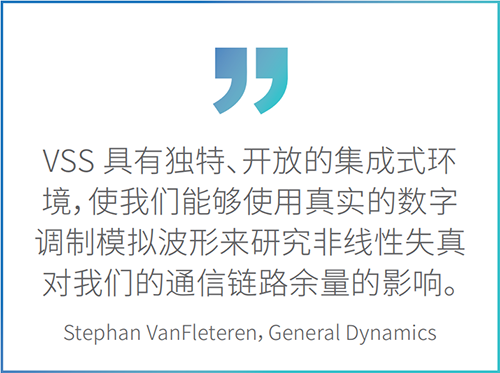 ”
VSS 具有独特、开放的集成式环
境，使我们能够使用真实的数字
调制模拟波形来研究非线性失真
对我们的通信链路余量的影响。
Stephan VanFleteren，General Dynamics